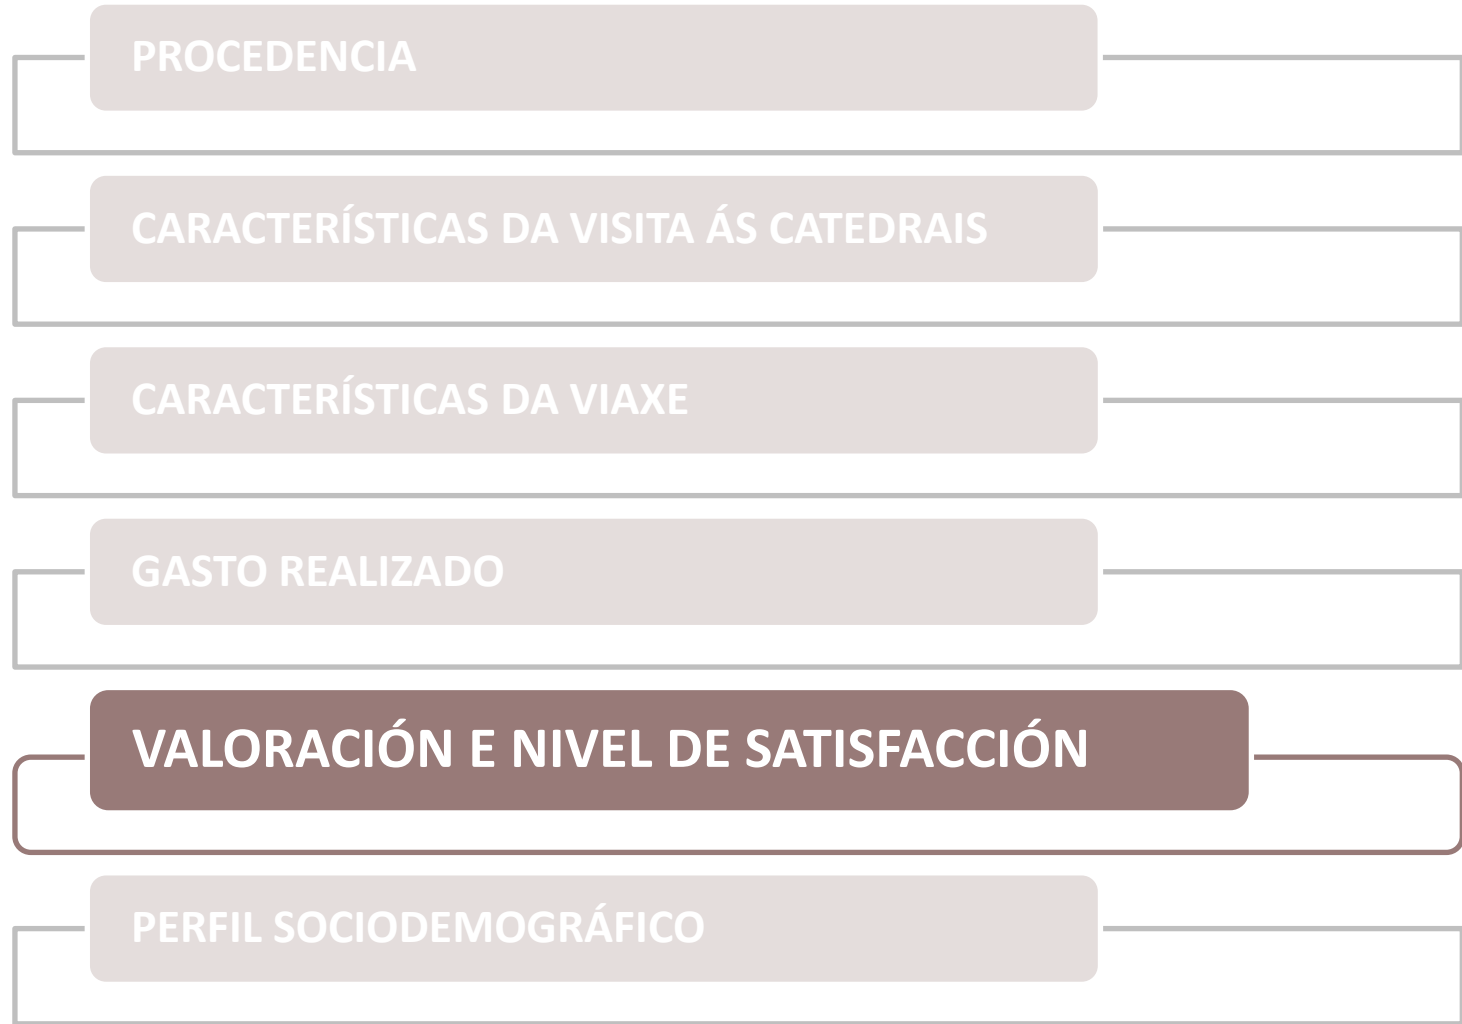 PROCEDENCIA
CARACTERÍSTICAS DA VISITA ÁS CATEDRAIS
CARACTERÍSTICAS DA VIAXE
GASTO REALIZADO
VALORACIÓN E NIVEL DE SATISFACCIÓN
PERFIL SOCIODEMOGRÁFICO